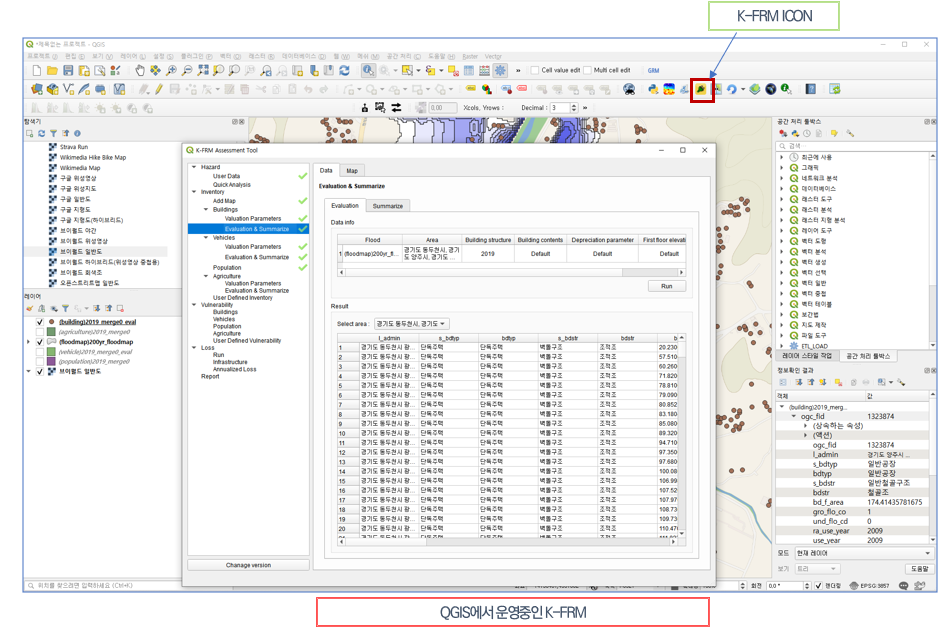 K-FRM ICON
*제목없는 프로젝트 - QGIS
Value edit
Cell value edit
Multi cell edit
GRM
0.00
Xcols, Yrows :
Decimal :
3
탐색기
Strava Run
Wikimedia Hike Bike Map
Wikimedia Map
구글 위성영상
구글 위성지도
구글 일반도
구글 지형도
구글 지형도(하이브리드)
브이월드 야간
브이월드 위성영상
브이월드 일반도
브이월드 하이브리드(위성영상 중첩용)
브이월드 회색조
오픈스트리트맵 일반도
레이어
(building)2019_merge0_eval
(agriculture)2019_merge0
(floodmap)200yr_floodmap
(vehicle)2019_merge0_eval
(population)2019_merge0
브이월드 일반도
위치를 찾으려면 입력하세요 (Ctrl+K)
K-FRM Assessment Tool
Hazard
User Data
Quick Analysis
Inventory
Add Map
Buildings
Valuation Parameters
Evaluation & Summarize
Vehicles
Valuation Parameters
Evaluation & Summarize
Population
Agriculture
Valuation Parameters
Evaluation & Summarize
User Defined Inventory
Vulnerability
Buildings
Vehicles
Population
Agriculture
User Defined Vulnerability
Loss
Run
Infrastructure
Annualized Loss
Report
Change version
Data
Map
Evaluation & Summarize
Evaluation
Summarize
Data info
Flood
Area
Building structure
Building contents
Depreciation parameter
First floor elevati
1
(floodmap)200yr_fl...
경기도 동두천시, 경기
도 양주시, 경기도 ...
2019
Default
Default
Default
Run
Result
Select area :
경기도 동두천시, 경기도
l_admin
s_bdtyp
bdtyp
s_bdstr
bdstr
b
1 경기도 동두천시 광... 단독주택 단독주택 벽돌구조 조적조 20.230
2 경기도 동두천시 광... 단독주택 단독주택 벽돌구조 조적조 57.510
3 경기도 동두천시 광... 단독주택 단독주택 벽돌구조 조적조 60.260
4 경기도 동두천시 광... 단독주택 단독주택 벽돌구조 조적조 71.820
5 경기도 동두천시 광... 단독주택 단독주택 벽돌구조 조적조 78.810
6 경기도 동두천시 광... 단독주택 단독주택 벽돌구조 조적조 79.090
7 경기도 동두천시 광... 단독주택 단독주택 벽돌구조 조적조 80.852
8 경기도 동두천시 광... 단독주택 단독주택 벽돌구조 조적조 83.180
9 경기도 동두천시 광... 단독주택 단독주택 벽돌구조 조적조 85.080
10 경기도 동두천시 광... 단독주택 단독주택 벽돌구조 조적조 89.320
11 경기도 동두천시 광... 단독주택 단독주택 벽돌구조 조적조 94.710
12 경기도 동두천시 광... 단독주택 단독주택 벽돌구조 조적조 97.350
13 경기도 동두천시 광... 단독주택 단독주택 벽돌구조 조적조 97.680
14 경기도 동두천시 광... 단독주택 단독주택 벽돌구조 조적조 100.08
15 경기도 동두천시 광... 단독주택 단독주택 벽돌구조 조적조 106.99
16 경기도 동두천시 광... 단독주택 단독주택 벽돌구조 조적조 107.52
17 경기도 동두천시 광... 단독주택 단독주택 벽돌구조 조적조 107.97
18 경기도 동두천시 광... 단독주택 단독주택 벽돌구조 조적조 108.73
19 경기도 동두천시 광... 단독주택 단독주택 벽돌구조 조적조 109.73
20 경기도 동두천시 광... 단독주택 단독주택 벽돌구조 조적조 110.47
공간 처리 툴박스
검색...
최근에 사용
그래픽
네트워크 분석
데이터베이스
래스터 도구
래스터 분석
래스터 지형 분석
레이어 도구
벡터 도형
벡터 분석
벡터 생성
벡터 선택
벡터 일반
벡터 중첩
벡터 테이블
보간법
지도 제작
파일 도구
ETL_LOAD
레이어 스타일 작업
공간 처리 툴박스
정보확인 결과
객체
값
(building)2019_merg...
ogc_fid 1323874
(상속하는 속성)
(액션)
ogc_fid 1323874
l_admin 경기도 양주시 ...
s_bdtyp 일반공장
bdtyp 일반공장
s_bdstr 일반철골구조
bdstr 철골조
bd_f_area 174.41435781675
gro_flo_co 1
und_flo_cd 0
ra_use_year 2009
use_year 2009
모드 현재 레이어
보기 트리
도움말
회전 0.0 °
렌더링
EPSG:3857
QGIS에서 운영중인 K-FRM